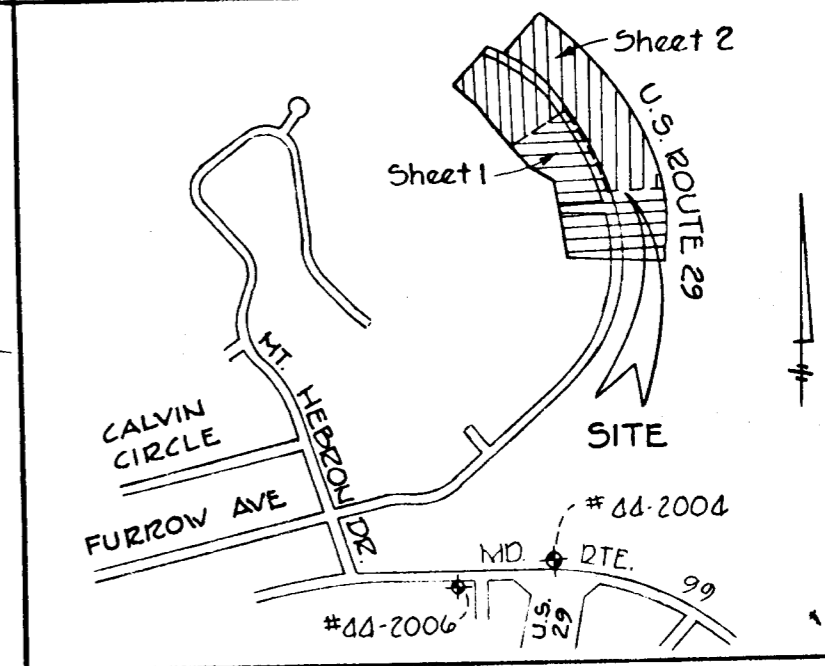 Sheet 2
U.S. ROUTE 29
Sheet 1
MT. HEBRON DR.
CALVIN
CIRCLE
SITE
FURROW AVE
# 44-2004
MD. RTE. 99
#44-2006
U.S.
29